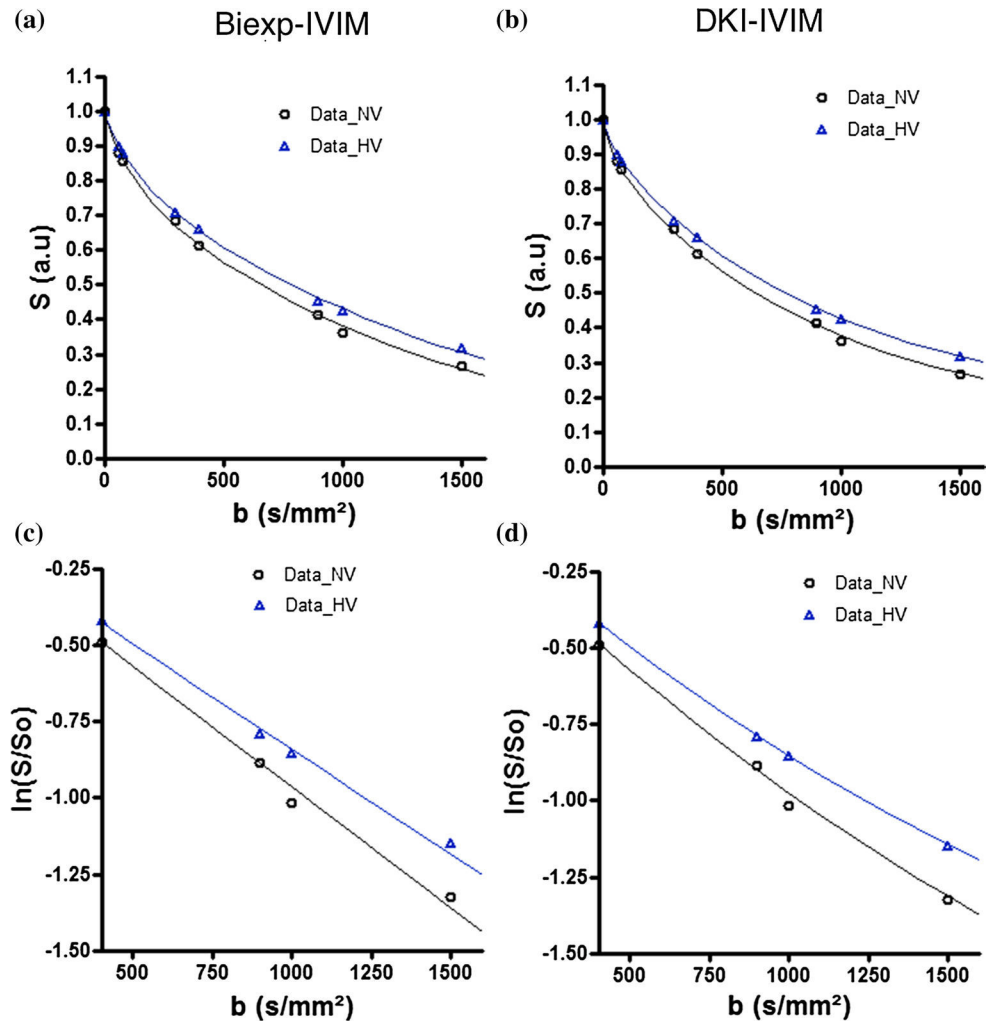 (a) Biexp-IVIM
(b) DKI-IVIM
1.1
1.0
0.9
0.8
0.7
0.6
0.5
0.4
0.3
0.2
0.1
0.0
S (a.u)
Data_NV
Data_HV
0 500 1000 1500
b (s/mm²)
1.1
1.0
0.9
0.8
0.7
0.6
0.5
0.4
0.3
0.2
0.1
0.0
S (a.u)
Data_NV
Data_HV
0 500 1000 1500
b (s/mm²)
(c)
-0.25
-0.50
-0.75
-1.00
-1.25
-1.50
ln(S/So)
Data_NV
Data_HV
500 750 1000 1250 1500
b (s/mm²)
(d)
-0.25
-0.50
-0.75
-1.00
-1.25
-1.50
ln(S/So)
Data_NV
Data_HV
500 750 1000 1250 1500
b (s/mm²)